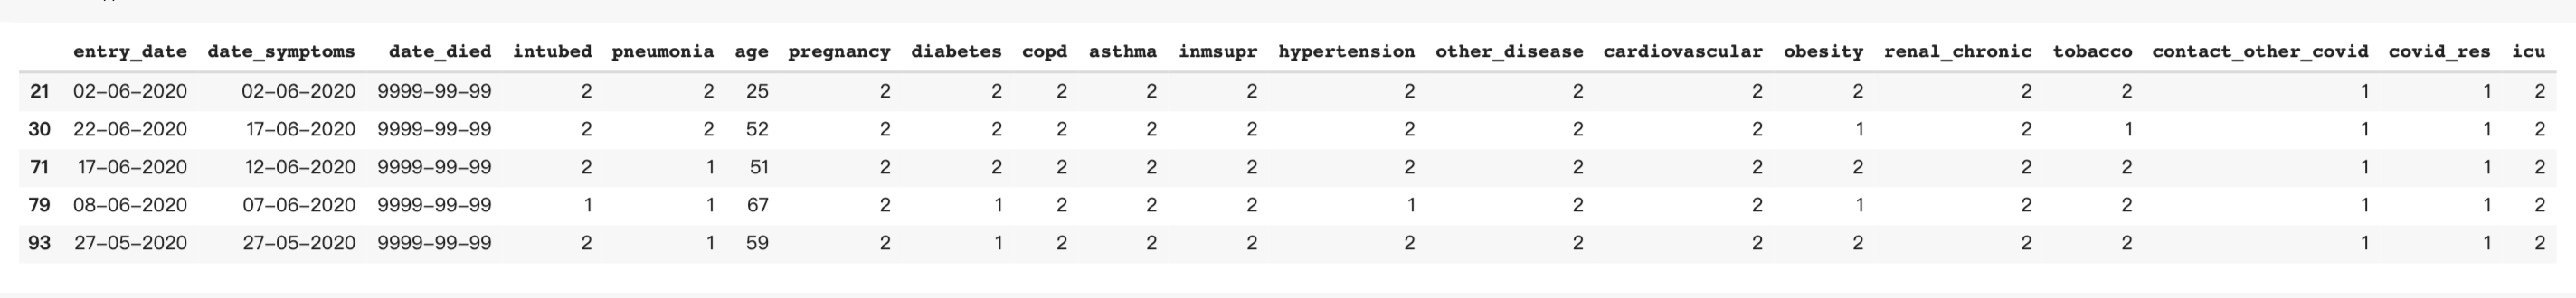 entry_date date_symptoms date_died intubed pneumonia age pregnancy diabetes copd asthma inmsupr hypertension other_disease cardiovascular obesity renal_chronic tobacco contact_other_covid covid_res icu
21 02-06-2020 02-06-2020 9999-99-99 2 2 25 2 2 2 2 2 2 2 2 2 2 2 1 1 2
30 22-06-2020 17-06-2020 9999-99-99 2 2 52 2 2 2 2 2 2 2 2 1 2 1 1 1 2
71 17-06-2020 12-06-2020 9999-99-99 2 1 51 2 2 2 2 2 2 2 2 2 2 2 1 1 2
79 08-06-2020 07-06-2020 9999-99-99 1 1 67 2 1 2 2 2 1 2 2 1 2 2 1 1 2
93 27-05-2020 27-05-2020 9999-99-99 2 1 59 2 1 2 2 2 2 2 2 2 2 2 1 1 2